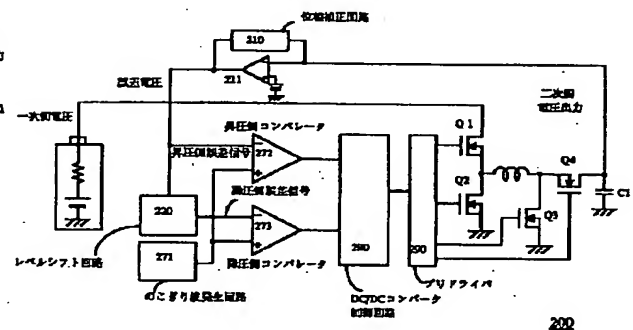 位相補正回路
210
211
誤差電圧
一次側電圧
二次側
電圧出力
昇圧側コンパレータ
昇圧側誤差信号
272
Q1
Q4
Q2
C1
降圧側誤差信号
220
273
280
290
Q3
レベルシフト回路
271
降圧側コンパレータ
のこぎり波発生回路
DC/DCコンバータ
制御回路
プリドライバ
200